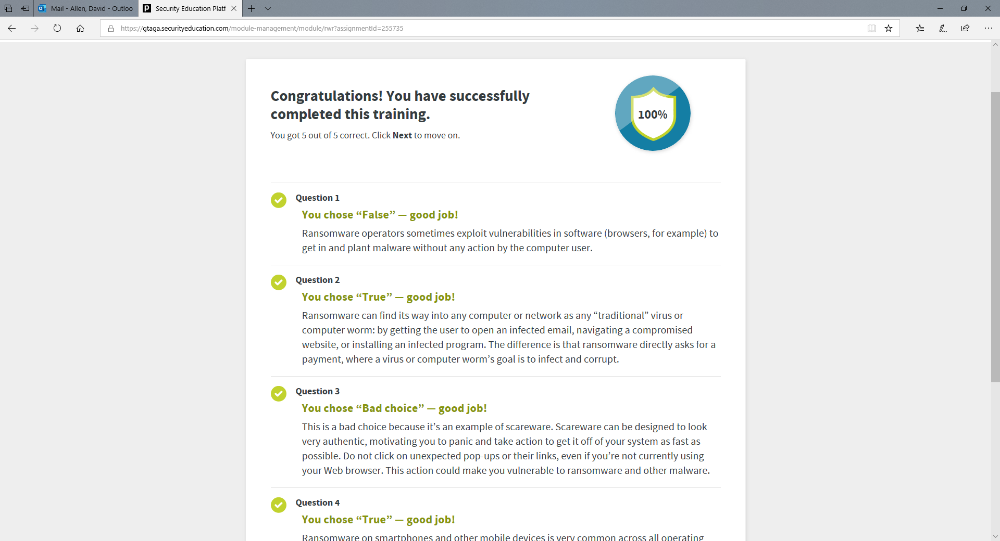 Mail - Allen, David - Outloo
Security Education Platf
https://gtaga.securityeducation.com/module-management/module/rwr?assignmentId=255735
Congratulations! You have successfully
completed this training.
You got 5 out of 5 correct. Click Next to move on.
100%
Question 1
You chose “False” — good job!
Ransomware operators sometimes exploit vulnerabilities in software (browsers, for example) to
get in and plant malware without any action by the computer user.
Question 2
You chose “True” — good job!
Ransomware can find its way into any computer or network as any “traditional” virus or
computer worm: by getting the user to open an infected email, navigating a compromised
website, or installing an infected program. The difference is that ransomware directly asks for a
payment, where a virus or computer worm’s goal is to infect and corrupt.
Question 3
You chose “Bad choice” — good job!
This is a bad choice because it’s an example of scareware. Scareware can be designed to look
very authentic, motivating you to panic and take action to get it off of your system as fast as
possible. Do not click on unexpected pop-ups or their links, even if you’re not currently using
your Web browser. This action could make you vulnerable to ransomware and other malware.
Question 4
You chose “True” — good job!
Ransomware on smartphones and other mobile devices is very common across all operating